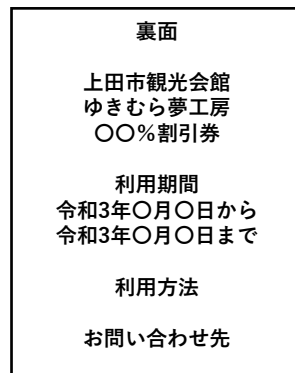 裏面
上田市観光会館
ゆきむら夢工房
〇〇％割引券
利用期間
令和3年〇月〇日から
令和3年〇月〇日まで
利用方法
お問い合わせ先